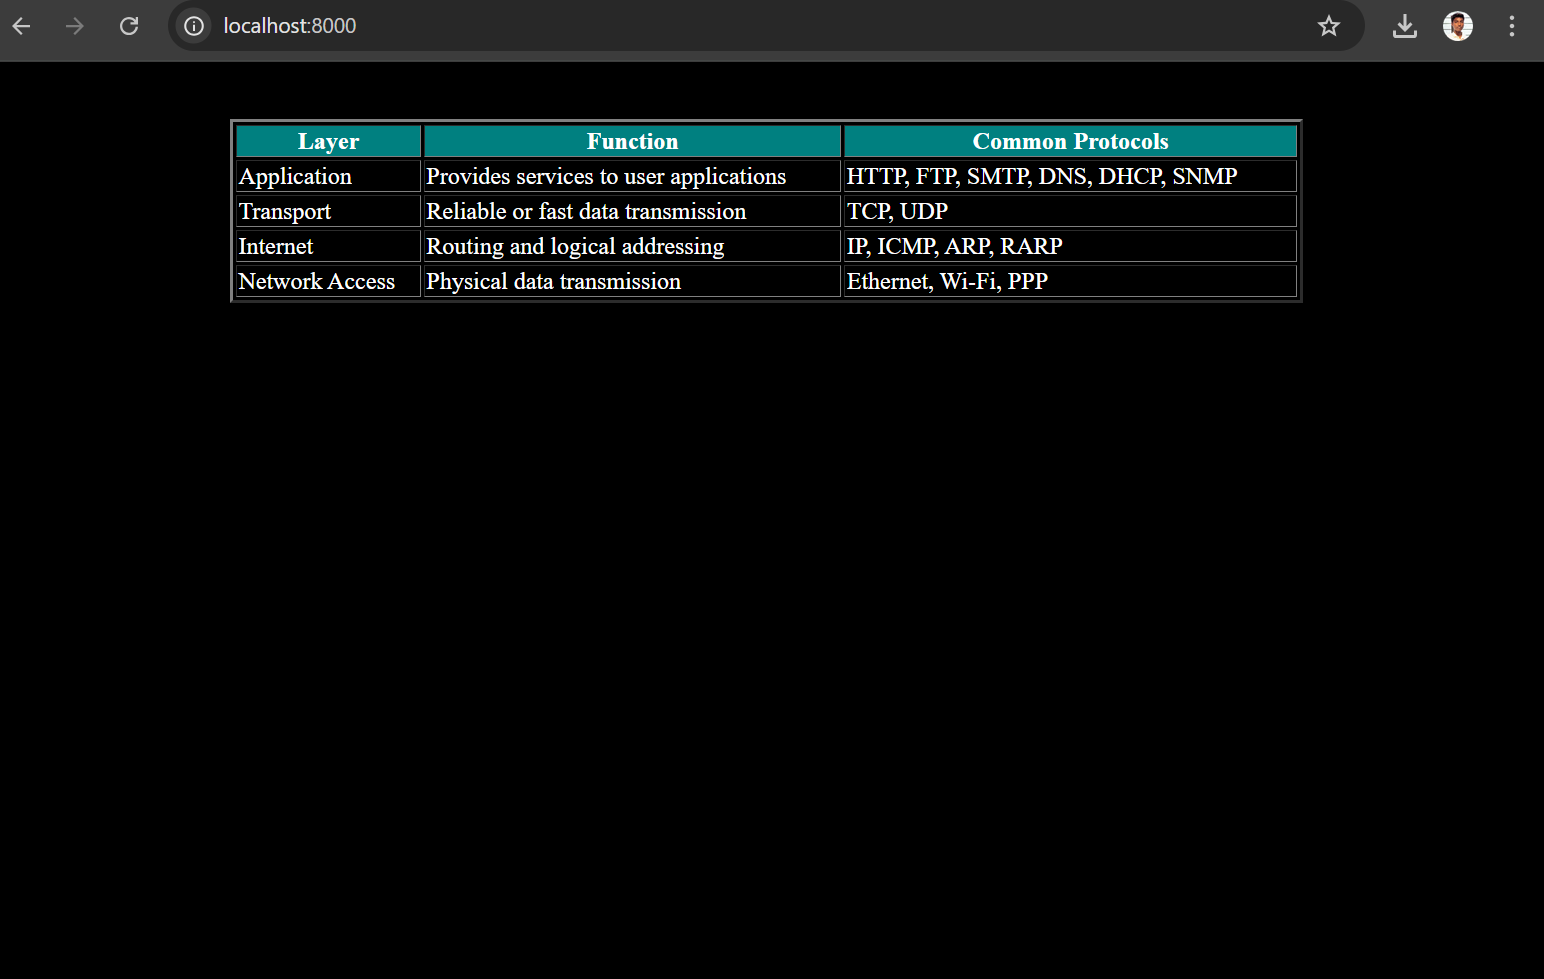 localhost:8000
Layer Function Common Protocols
Application Provides services to user applications HTTP, FTP, SMTP, DNS, DHCP, SNMP
Transport Reliable or fast data transmission TCP, UDP
Internet Routing and logical addressing IP, ICMP, ARP, RARP
Network Access Physical data transmission Ethernet, Wi-Fi, PPP